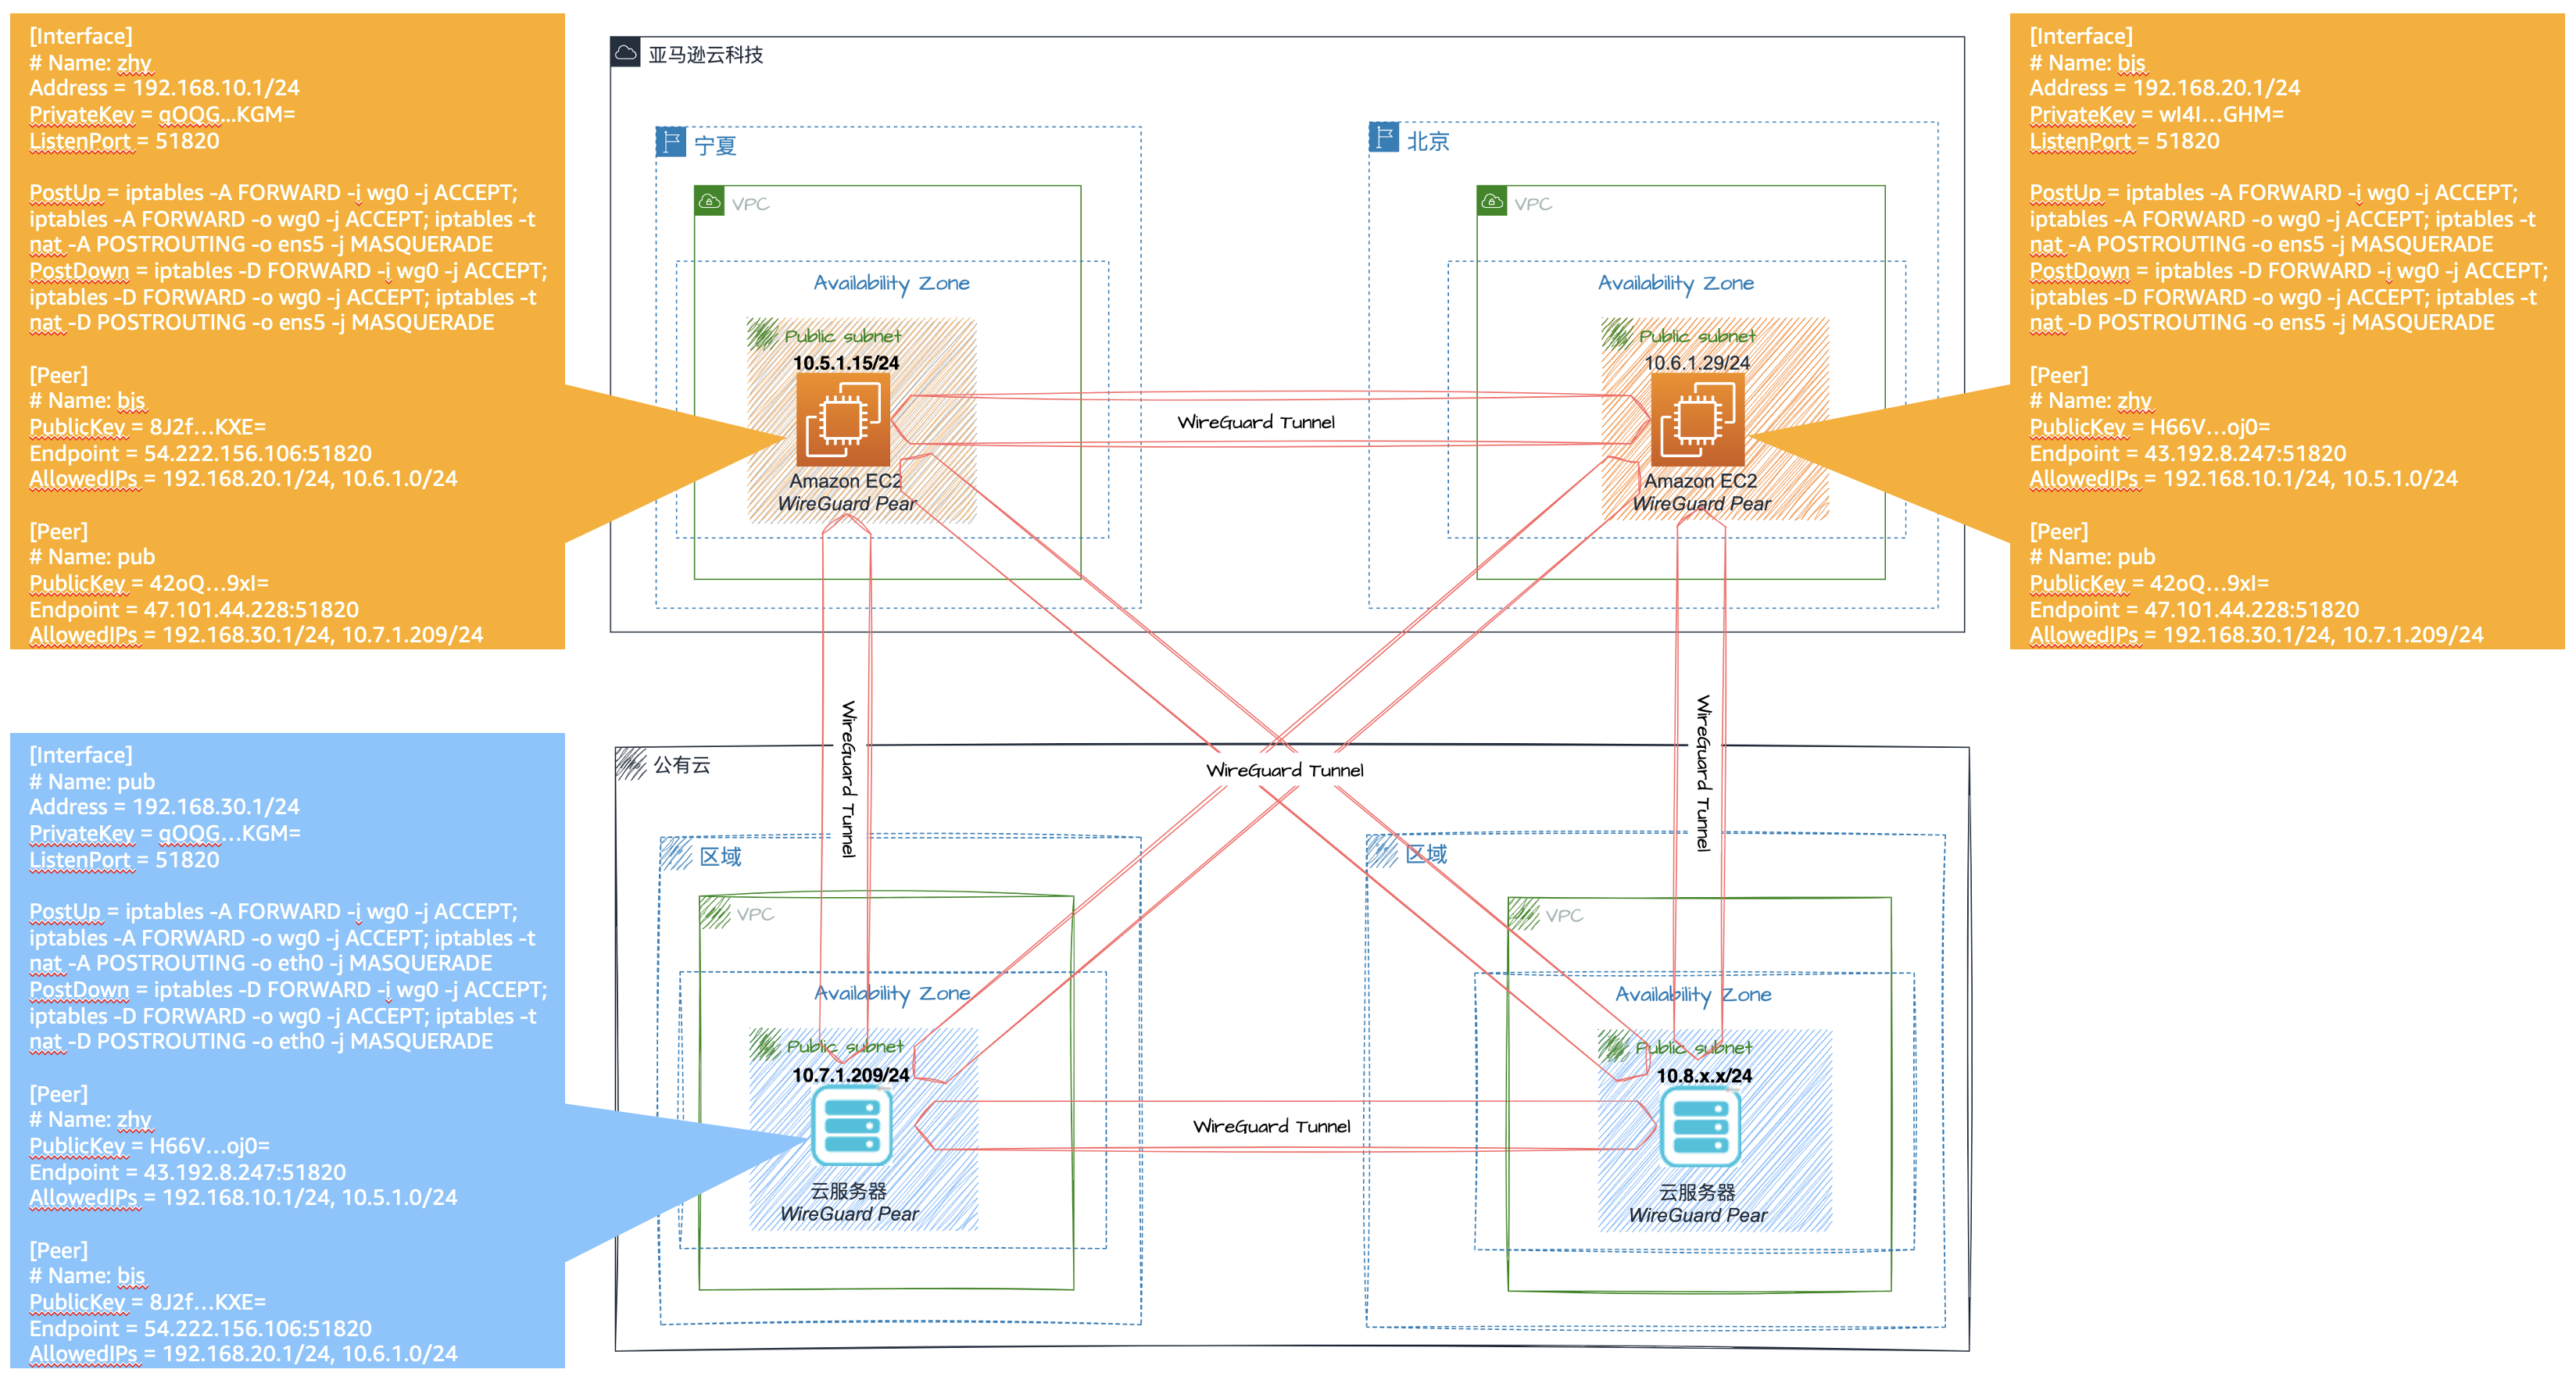 [Interface]
# Name: zhy
Address = 192.168.10.1/24
PrivateKey = gOQG...KGM=
ListenPort = 51820
PostUp = iptables -A FORWARD -i wg0 -j ACCEPT;
iptables -A FORWARD -o wg0 -j ACCEPT; iptables -t
nat -A POSTROUTING -o ens5 -j MASQUERADE
PostDown = iptables -D FORWARD -i wg0 -j ACCEPT;
iptables -D FORWARD -o wg0 -j ACCEPT; iptables -t
nat -D POSTROUTING -o ens5 -j MASQUERADE
[Peer]
# Name: bjs
PublicKey = 8J2f...KXE=
Endpoint = 54.222.156.106:51820
AllowedIPs = 192.168.20.1/24, 10.6.1.0/24
[Peer]
# Name: pub
PublicKey = 42oQ...9xI=
Endpoint = 47.101.44.228:51820
AllowedIPs = 192.168.30.1/24, 10.7.1.209/24
亚马逊云科技
宁夏
VPC
Availability Zone
Public subnet
10.5.1.15/24
Amazon EC2
WireGuard Pear
WireGuard Tunnel
北京
VPC
Availability Zone
Public subnet
10.6.1.29/24
Amazon EC2
WireGuard Pear
[Interface]
# Name: bjs
Address = 192.168.20.1/24
PrivateKey = wI4I...GHM=
ListenPort = 51820
PostUp = iptables -A FORWARD -i wg0 -j ACCEPT;
iptables -A FORWARD -o wg0 -j ACCEPT; iptables -t
nat -A POSTROUTING -o ens5 -j MASQUERADE
PostDown = iptables -D FORWARD -i wg0 -j ACCEPT;
iptables -D FORWARD -o wg0 -j ACCEPT; iptables -t
nat -D POSTROUTING -o ens5 -j MASQUERADE
[Peer]
# Name: zhy
PublicKey = H66V...oj0=
Endpoint = 43.192.8.247:51820
AllowedIPs = 192.168.10.1/24, 10.5.1.0/24
[Peer]
# Name: pub
PublicKey = 42oQ...9xI=
Endpoint = 47.101.44.228:51820
AllowedIPs = 192.168.30.1/24, 10.7.1.209/24
WireGuard Tunnel
WireGuard Tunnel
WireGuard Tunnel
[Interface]
# Name: pub
Address = 192.168.30.1/24
PrivateKey = gOQG...KGM=
ListenPort = 51820
PostUp = iptables -A FORWARD -i wg0 -j ACCEPT;
iptables -A FORWARD -o wg0 -j ACCEPT; iptables -t
nat -A POSTROUTING -o eth0 -j MASQUERADE
PostDown = iptables -D FORWARD -i wg0 -j ACCEPT;
iptables -D FORWARD -o wg0 -j ACCEPT; iptables -t
nat -D POSTROUTING -o eth0 -j MASQUERADE
[Peer]
# Name: zhy
PublicKey = H66V...oj0=
Endpoint = 43.192.8.247:51820
AllowedIPs = 192.168.10.1/24, 10.5.1.0/24
[Peer]
# Name: bjs
PublicKey = 8J2f...KXE=
Endpoint = 54.222.156.106:51820
AllowedIPs = 192.168.20.1/24, 10.6.1.0/24
公有云
区域
VPC
Availability Zone
Public subnet
10.7.1.209/24
云服务器
WireGuard Pear
WireGuard Tunnel
区域
VPC
Availability Zone
Public subnet
10.8.x.x/24
云服务器
WireGuard Pear